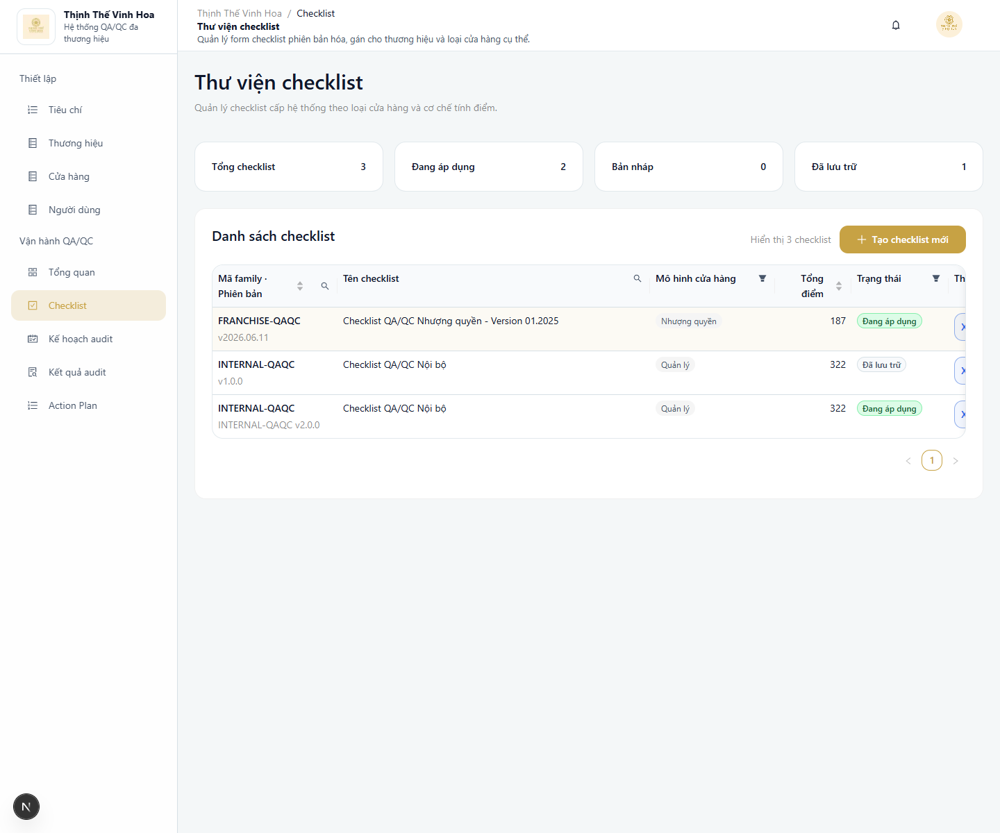 Thịnh Thế Vinh Hoa
Hệ thống QA/QC đa
thương hiệu
Thiết lập
Tiêu chí
Thương hiệu
Cửa hàng
Người dùng
Vận hành QA/QC
Tổng quan
Checklist
Kế hoạch audit
Kết quả audit
Action Plan
Thịnh Thế Vinh Hoa / Checklist
Thư viện checklist
Quản lý form checklist phiên bản hóa, gán cho thương hiệu và loại cửa hàng cụ thể.
Thư viện checklist
Quản lý checklist cấp hệ thống theo loại cửa hàng và cơ chế tính điểm.
Tổng checklist 3
Đang áp dụng 2
Bản nháp 0
Đã lưu trữ 1
Danh sách checklist
Hiển thị 3 checklist
Tạo checklist mới
Mã family ·
Phiên bản
Tên checklist
Mô hình cửa hàng
Tổng
điểm
Trạng thái
Th
FRANCHISE-QAQC
v2026.06.11
Checklist QA/QC Nhượng quyền - Version 01.2025
Nhượng quyền
187
Đang áp dụng
X
INTERNAL-QAQC
v1.0.0
Checklist QA/QC Nội bộ
Quản lý
322
Đã lưu trữ
X
INTERNAL-QAQC
INTERNAL-QAQC v2.0.0
Checklist QA/QC Nội bộ
Quản lý
322
Đang áp dụng
X
1
N